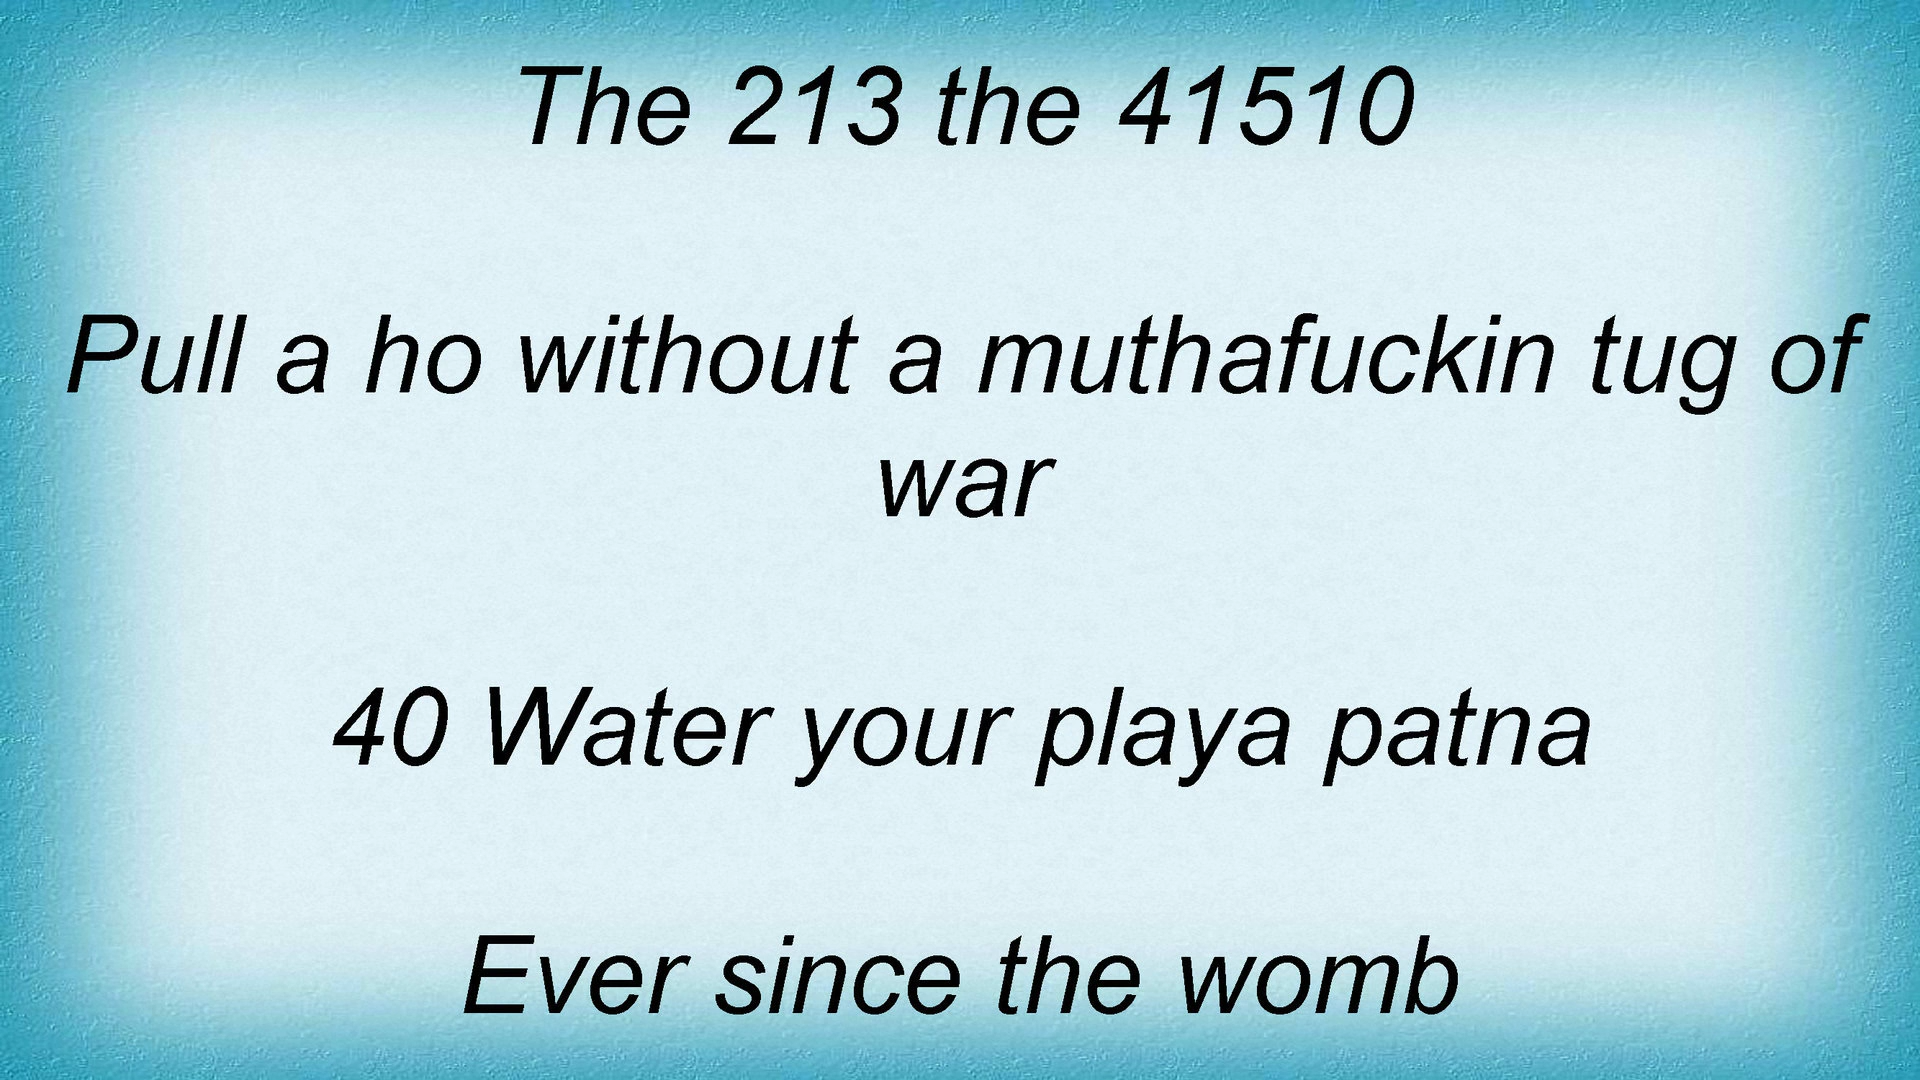 The 213 the 41510
Pull a ho without a muthafuckin tug of
war
40 Water your playa patna
Ever since the womb